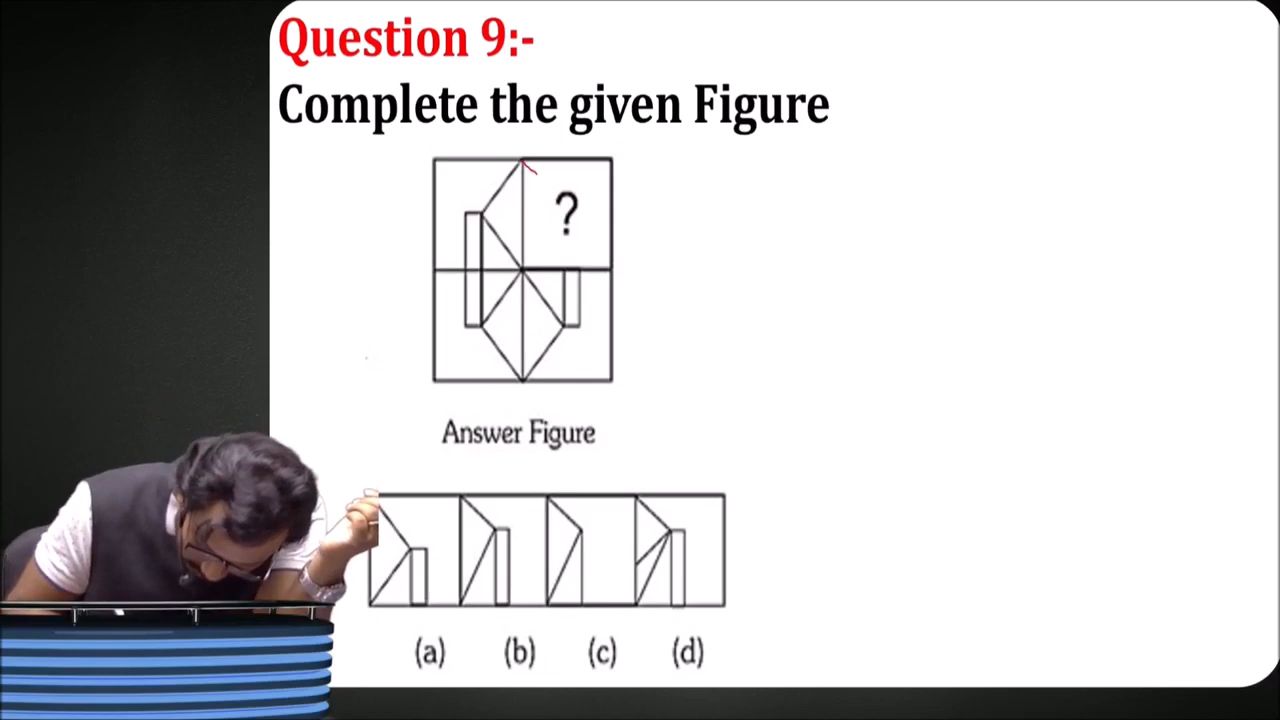 Question 9:-
Complete the given Figure
?
Answer Figure
(a) (b) (c) (d)